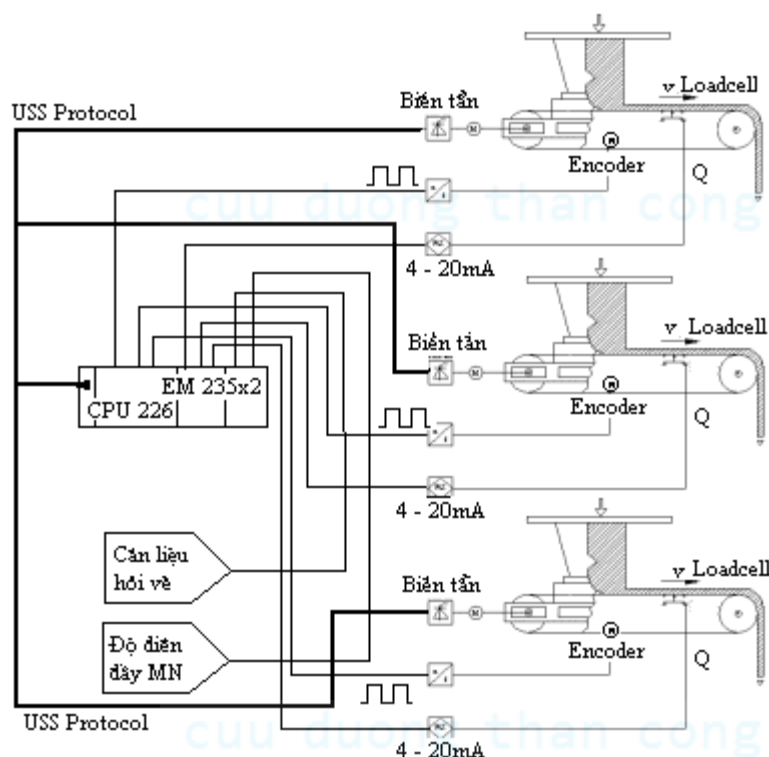 USS Protocol
Biến tần
v Loadcell
Encoder
Q
cuu duong than cong
4 - 20mA
Biến tần
v Loadcell
Encoder
Q
EM 235x2
CPU 226
4 - 20mA
Cân liệu
hồi về
Biến tần
v Loadcell
Encoder
Q
Độ điền
đầy MN
USS Protocol
cuu duong than cong
4 - 20mA